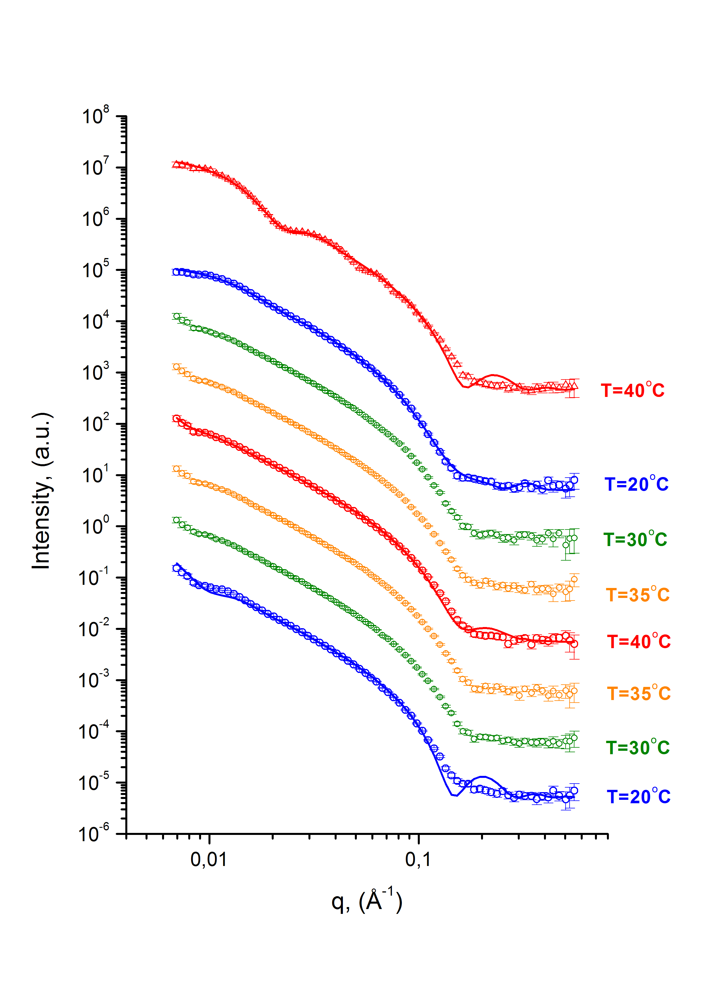 10^8
10^7
10^6
10^5
10^4
10^3
10^2
10^1
10^0
10^-1
10^-2
10^-3
10^-4
10^-5
10^-6
Intensity, (a.u.)
T=40°C
T=20°C
T=30°C
T=35°C
T=40°C
T=35°C
T=30°C
T=20°C
0,01 0,1
q, (Å^-1)